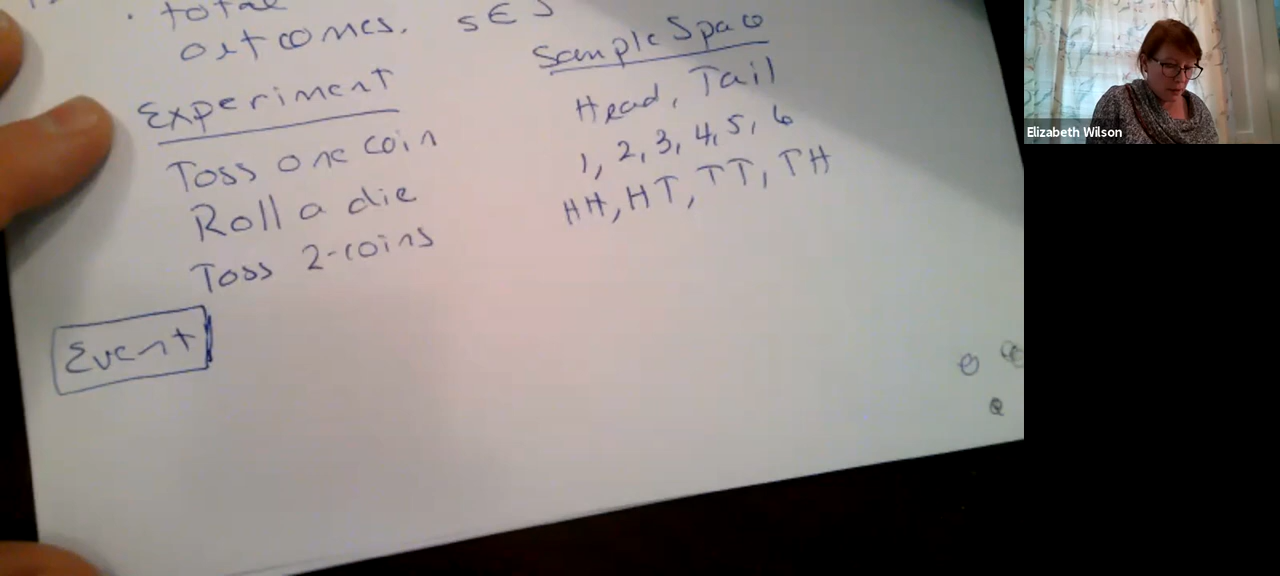 · total
outcomes. s ∈ S
Experiment
Sample Space
Toss one coin
Head, Tail
Roll a die
1, 2, 3, 4, 5, 6
Toss 2-coins
HH, HT, TT, TH
Event
Elizabeth Wilson